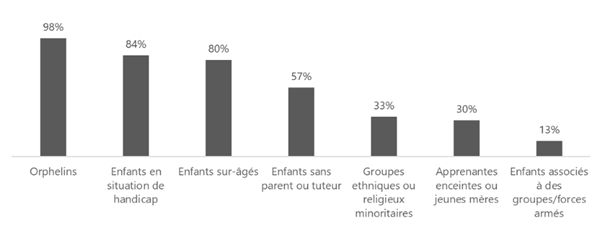 98%
84%
80%
57%
33%
30%
13%
Orphelins
Enfants en
situation de
handicap
Enfants sur-âgés
Enfants sans
parent ou tuteur
Groupes
ethniques ou
religieux
minoritaires
Apprenantes
enceintes ou
jeunes mères
Enfants associés
à des
groupes/forces
armés